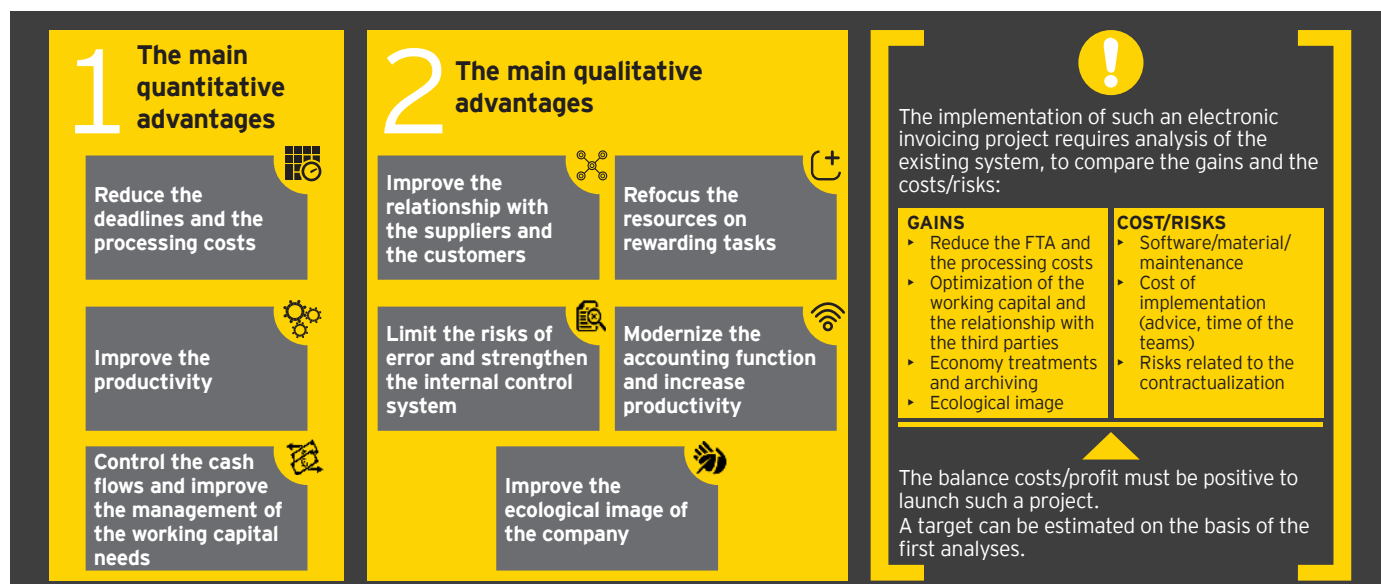 1
The main
quantitative
advantages
Reduce the
deadlines and the
processing costs
Improve the
productivity
Control the cash
flows and improve
the management of
the working capital
needs
2
The main qualitative
advantages
Improve the
relationship with
the suppliers and
the customers
Refocus the
resources on
rewarding tasks
Limit the risks of
error and strengthen
the internal control
system
Modernize the
accounting function
and increase
productivity
Improve the
ecological image of
the company
!
The implementation of such an electronic
invoicing project requires analysis of the
existing system, to compare the gains and the
costs/risks:
GAINS
‣ Reduce the FTA and
the processing costs
‣ Optimization of the
working capital and
the relationship with
the third parties
‣ Economy treatments
and archiving
‣ Ecological image
COST/RISKS
‣ Software/material/
maintenance
‣ Cost of
implementation
(advice, time of the
teams)
‣ Risks related to the
contractualization
The balance costs/profit must be positive to
launch such a project.
A target can be estimated on the basis of the
first analyses.